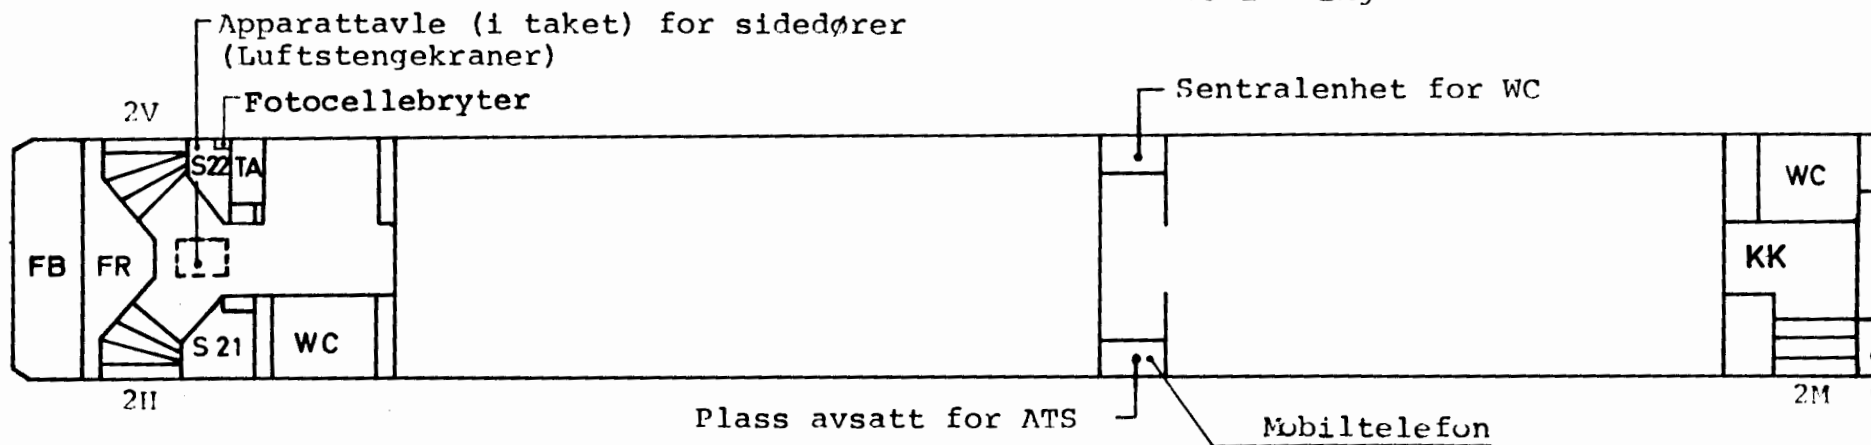 Apparattavle (i taket) for sidedører
(Luftstengekraner)
Sentralenhet for WC
Fotocellebryter
2V
S22 TA
WC
FB FR
KK
S 21 WC
2H
2M
Plass avsatt for ATS
Mobiltelefon